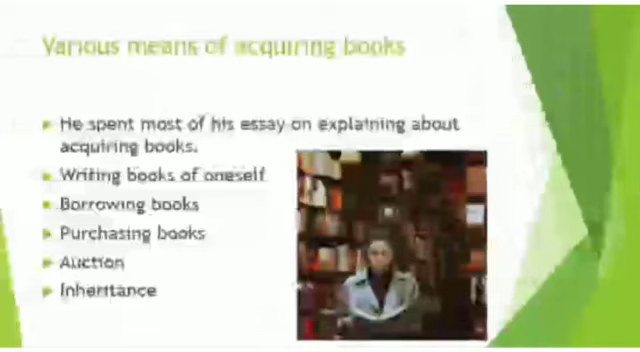 Various means of acquiring books
He spent most of his essay on explaining about
acquiring books.
Writing books of oneself
Borrowing books
Purchasing books
Auction
Inheritance